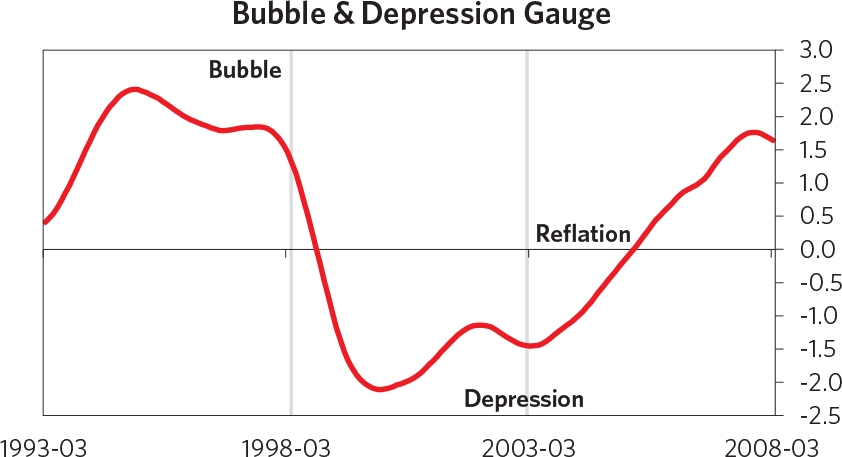 Bubble & Depression Gauge
Bubble
Reflation
Depression
3.0
2.5
2.0
1.5
1.0
0.5
0.0
-0.5
-1.0
-1.5
-2.0
-2.5
1993-03 1998-03 2003-03 2008-03